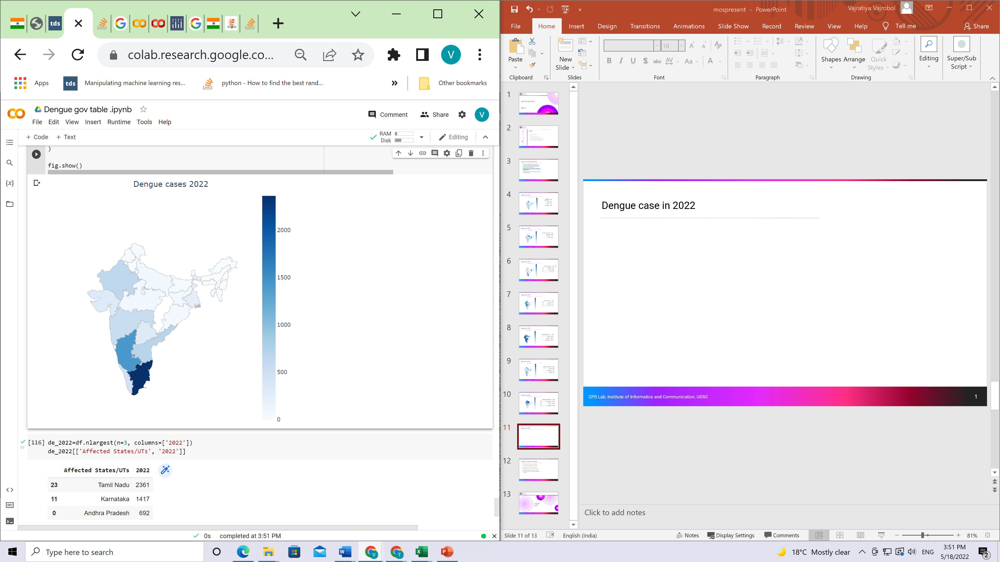 tds
colab.research.google.co...
V
Apps
tds
Manipulating machine learning res...
python - How to find the best rand...
»
Other bookmarks
Dengue gov table .ipynb
File Edit View Insert Runtime Tools Help
Comment
Share
V
+ Code + Text
RAM
Disk
Editing
)
fig.show()
Dengue cases 2022
2000
1500
1000
500
0
[116] de_2022=df.nlargest(n=3, columns=['2022'])
0s
de_2022[['Affected States/UTs', '2022']]
Affected States/UTs 2022
23 Tamil Nadu 2361
11 Karnataka 1417
0 Andhra Pradesh 692
0s completed at 3:51 PM
mospresent - PowerPoint
Vajratiya Vajrobol
File Home Insert Design Transitions Animations Slide Show Record Review View Help Tell me Share
Paste
New
Slide
18
B I U S abc AV Aa A
Shapes Arrange Quick
Styles
Editing
Super/Sub
Script
Clipboard Slides Font Paragraph Drawing
1
2
3
4
5
6
7
8
9
10
11
12
13
Dengue case in 2022
CPS Lab, Institute of Informatics and Communication, UDSC
1
Click to add notes
Slide 11 of 13
English (India)
Notes Display Settings Comments
81%
Type here to search
18°C Mostly clear
ENG
3:51 PM
5/18/2022
2